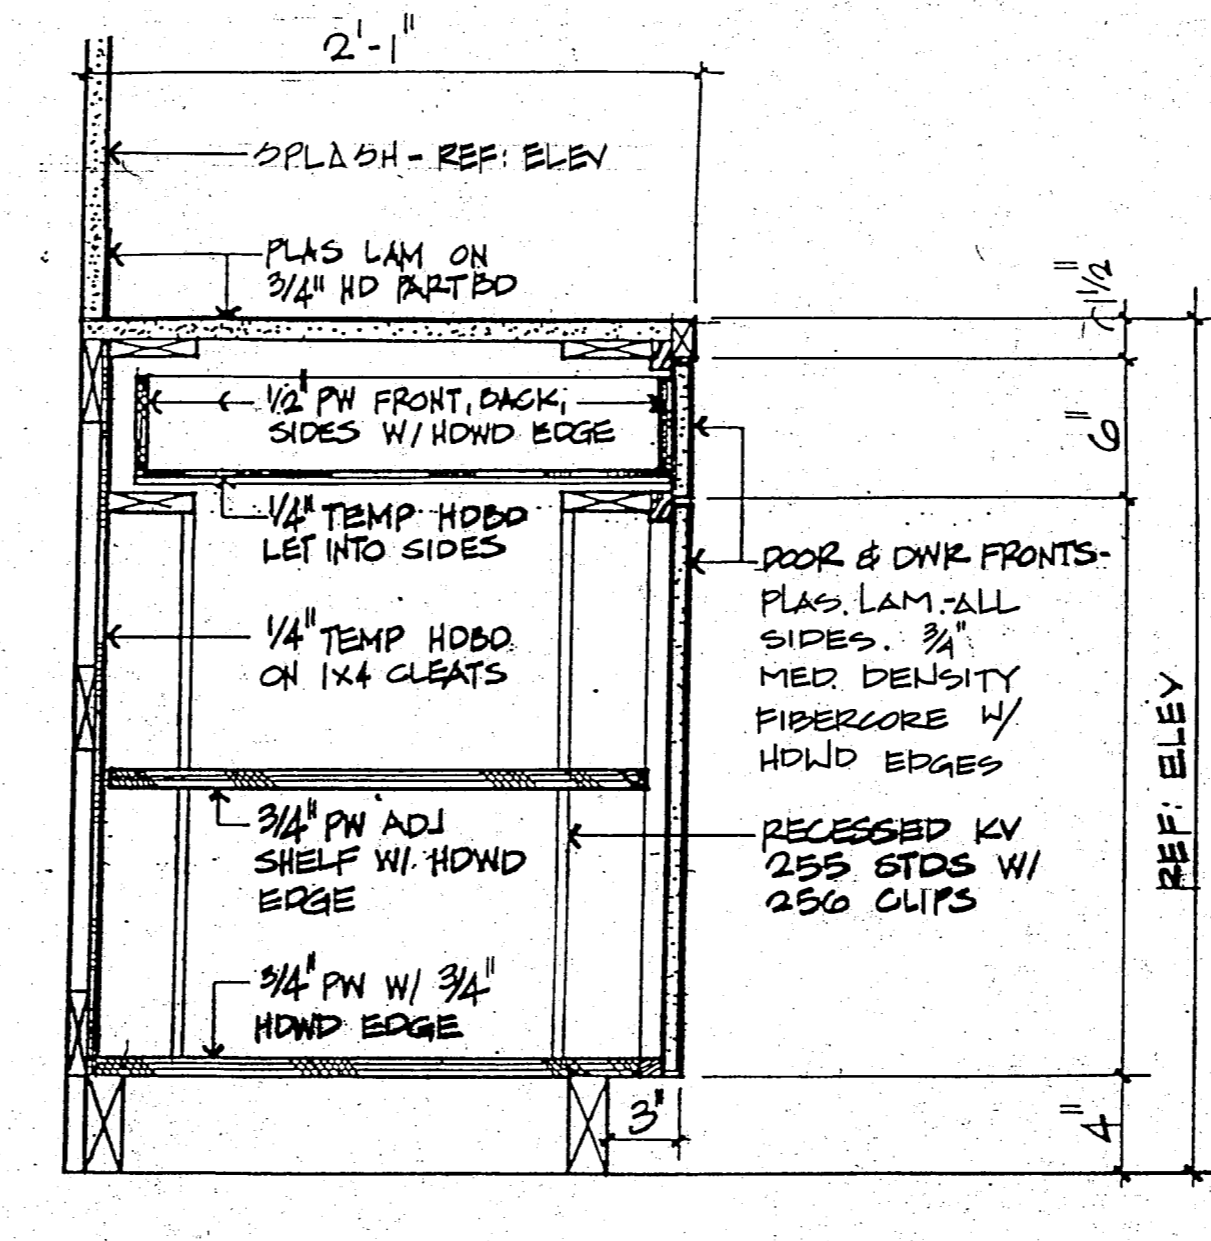 2'-1"
SPLASH - REF: ELEV
PLAS LAM ON
3/4" HD PARTBD
1 1/2"
1/2" PW FRONT, BACK,
SIDES W/ HDWD EDGE
6"
1/4" TEMP HDBD
LET INTO SIDES
DOOR & DWR FRONTS-
PLAS. LAM.-ALL
SIDES. 3/4"
MED. DENSITY
FIBERCORE W/
HDWD EDGES
1/4" TEMP HDBD
ON 1X4 CLEATS
REF: ELEV
3/4" PW ADJ
SHELF W/ HDWD
EDGE
RECESSED KV
255 STDS W/
256 CLIPS
3/4" PW W/ 3/4"
HDWD EDGE
3"
4"